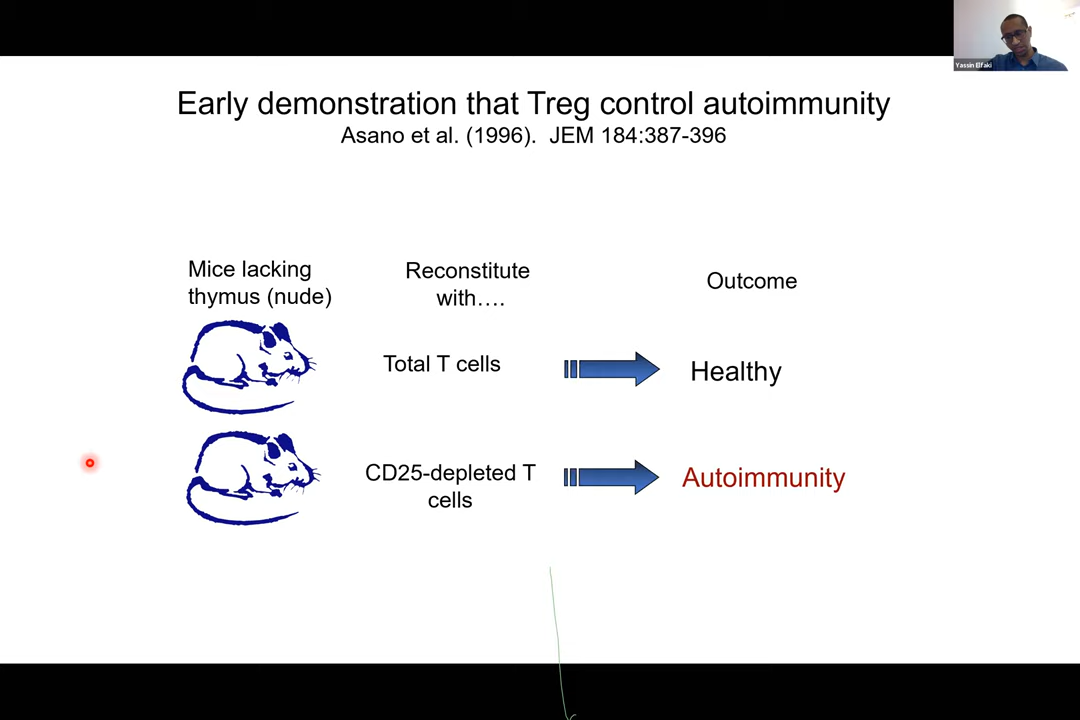 Yassin Elfaki
Early demonstration that Treg control autoimmunity
Asano et al. (1996).  JEM 184:387-396
Mice lacking
thymus (nude)
Reconstitute
with….
Outcome
Total T cells
Healthy
CD25-depleted T
cells
Autoimmunity